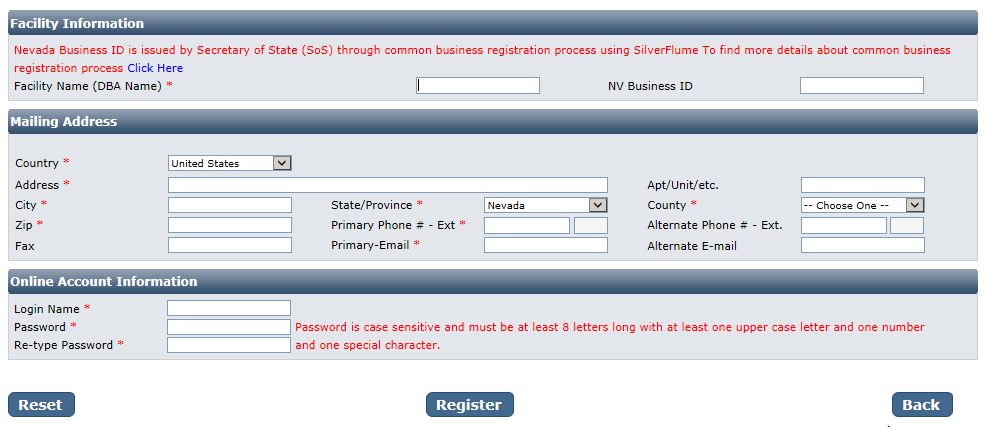 Facility Information
Nevada Business ID is issued by Secretary of State (SoS) through common business registration process using SilverFlume To find more details about common business
registration process Click Here
Facility Name (DBA Name) * NV Business ID
Mailing Address
Country * United States
Address * Apt/Unit/etc.
City * State/Province * Nevada County * -- Choose One --
Zip * Primary Phone # - Ext * Alternate Phone # - Ext.
Fax Primary-Email * Alternate E-mail
Online Account Information
Login Name *
Password * Password is case sensitive and must be at least 8 letters long with at least one upper case letter and one number
Re-type Password * and one special character.
Reset Register Back